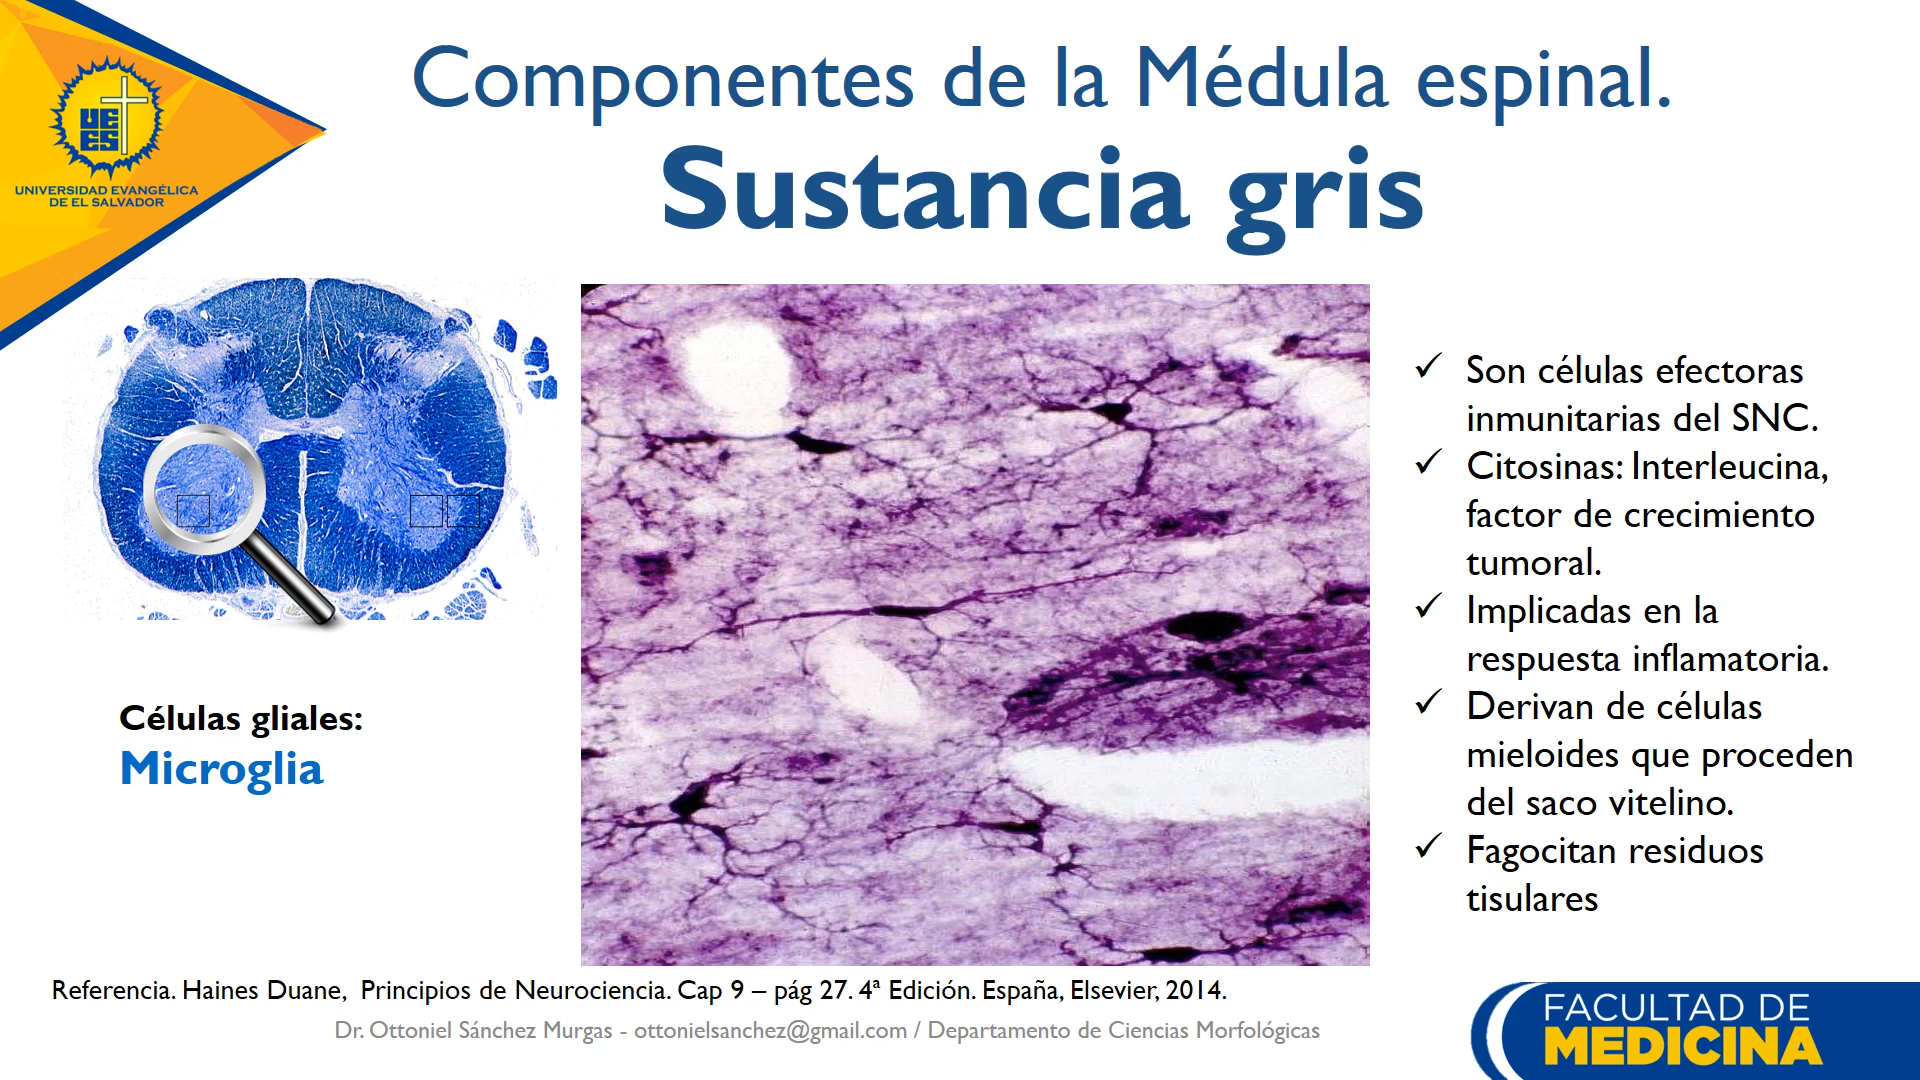 UE
ES
UNIVERSIDAD EVANGÉLICA
DE EL SALVADOR
Componentes de la Médula espinal.
Sustancia gris
Células gliales:
Microglia
✓ Son células efectoras
inmunitarias del SNC.
✓ Citosinas: Interleucina,
factor de crecimiento
tumoral.
✓ Implicadas en la
respuesta inflamatoria.
✓ Derivan de células
mieloides que proceden
del saco vitelino.
✓ Fagocitan residuos
tisulares
Referencia. Haines Duane, Principios de Neurociencia. Cap 9 – pág 27. 4ª Edición. España, Elsevier, 2014.
Dr. Ottoniel Sánchez Murgas - ottonielsanchez@gmail.com / Departamento de Ciencias Morfológicas
FACULTAD DE
MEDICINA